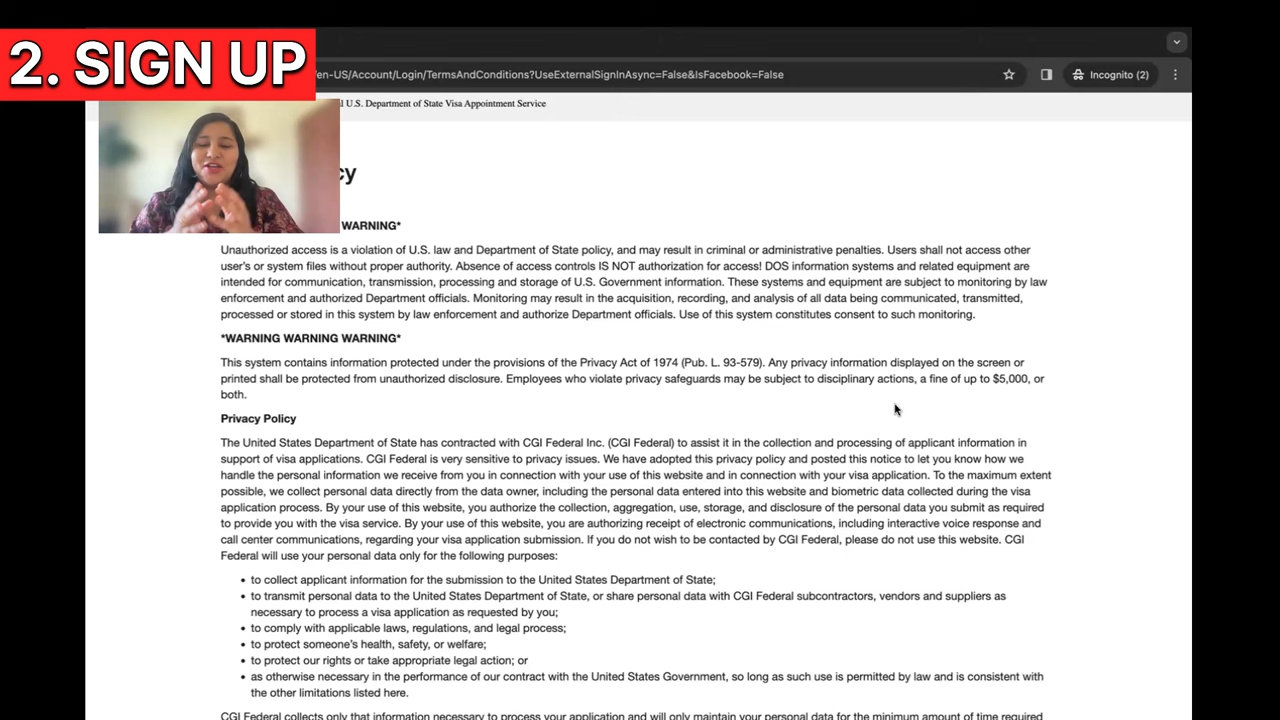 2. SIGN UP
en-US/Account/Login/TermsAndConditions?UseExternalSignInAsync=False&IsFacebook=False
Incognito (2)
U.S. Department of State Visa Appointment Service
cy
WARNING*
Unauthorized access is a violation of U.S. law and Department of State policy, and may result in criminal or administrative penalties. Users shall not access other
user's or system files without proper authority. Absence of access controls IS NOT authorization for access! DOS information systems and related equipment are
intended for communication, transmission, processing and storage of U.S. Government information. These systems and equipment are subject to monitoring by law
enforcement and authorized Department officials. Monitoring may result in the acquisition, recording, and analysis of all data being communicated, transmitted,
processed or stored in this system by law enforcement and authorize Department officials. Use of this system constitutes consent to such monitoring.
*WARNING WARNING WARNING*
This system contains information protected under the provisions of the Privacy Act of 1974 (Pub. L. 93-579). Any privacy information displayed on the screen or
printed shall be protected from unauthorized disclosure. Employees who violate privacy safeguards may be subject to disciplinary actions, a fine of up to $5,000, or
both.
Privacy Policy
The United States Department of State has contracted with CGI Federal Inc. (CGI Federal) to assist it in the collection and processing of applicant information in
support of visa applications. CGI Federal is very sensitive to privacy issues. We have adopted this privacy policy and posted this notice to let you know how we
handle the personal information we receive from you in connection with your use of this website and in connection with your visa application. To the maximum extent
possible, we collect personal data directly from the data owner, including the personal data entered into this website and biometric data collected during the visa
application process. By your use of this website, you authorize the collection, aggregation, use, storage, and disclosure of the personal data you submit as required
to provide you with the visa service. By your use of this website, you are authorizing receipt of electronic communications, including interactive voice response and
call center communications, regarding your visa application submission. If you do not wish to be contacted by CGI Federal, please do not use this website. CGI
Federal will use your personal data only for the following purposes:
• to collect applicant information for the submission to the United States Department of State;
• to transmit personal data to the United States Department of State, or share personal data with CGI Federal subcontractors, vendors and suppliers as
necessary to process a visa application as requested by you;
• to comply with applicable laws, regulations, and legal process;
• to protect someone's health, safety, or welfare;
• to protect our rights or take appropriate legal action; or
• as otherwise necessary in the performance of our contract with the United States Government, so long as such use is permitted by law and is consistent with
the other limitations listed here.
CGI Federal collects only that information necessary to process your application and will only maintain your personal data for the minimum amount of time required